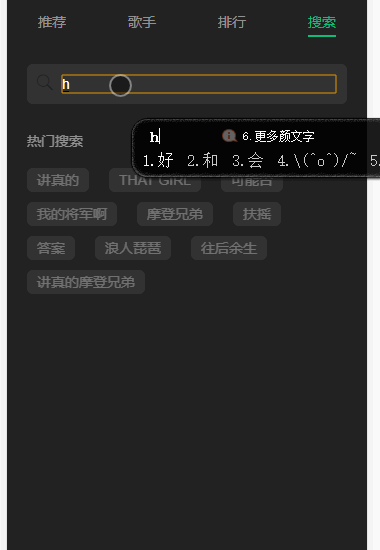 推荐 歌手 排行 搜索
h
h 6.更多颜文字
1.好 2.和 3.会 4.\(^o^)/~ 5.
热门搜索
讲真的 THAT GIRL 可能否
我的将军啊 摩登兄弟 扶摇
答案 浪人琵琶 往后余生
讲真的摩登兄弟